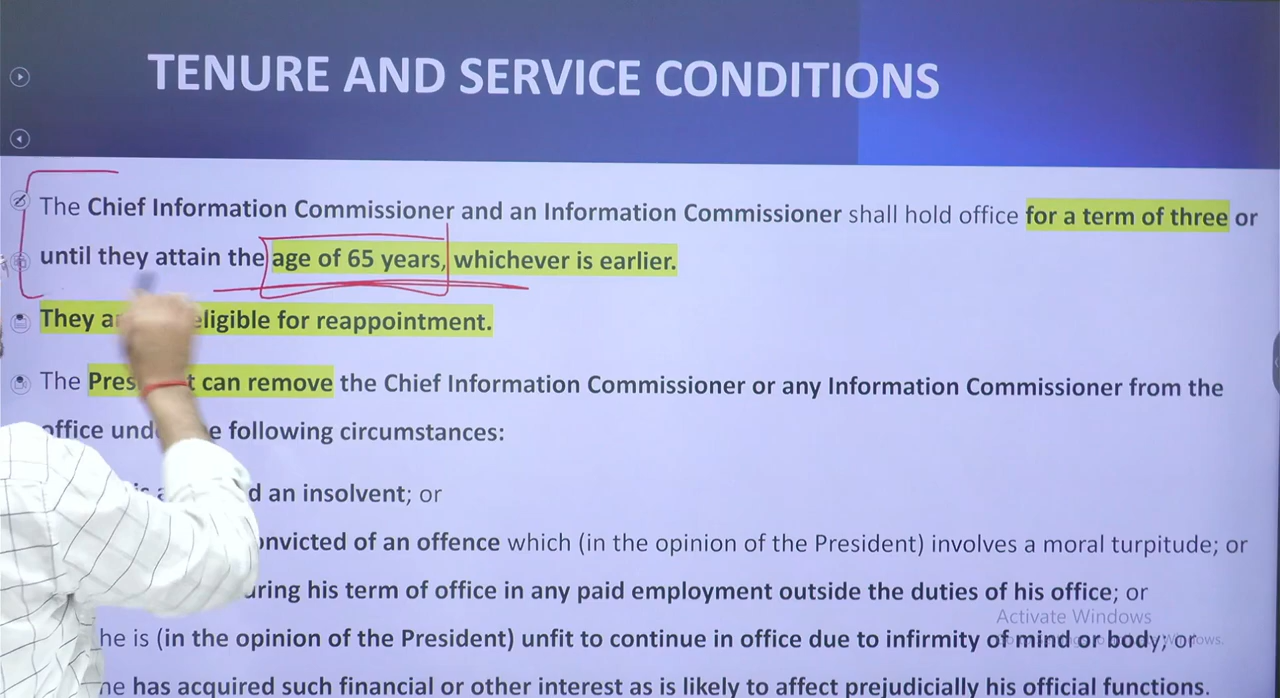 TENURE AND SERVICE CONDITIONS
The Chief Information Commissioner and an Information Commissioner shall hold office for a term of three or
until they attain the age of 65 years, whichever is earlier.
They eligible for reappointment.
The can remove the Chief Information Commissioner or any Information Commissioner from the
office following circumstances:
an insolvent; or
convicted of an offence which (in the opinion of the President) involves a moral turpitude; or
his term of office in any paid employment outside the duties of his office; or
Activate Windows
he is (in the opinion of the President) unfit to continue in office due to infirmity of mind or body; or
he has acquired such financial or other interest as is likely to affect prejudicially his official functions.